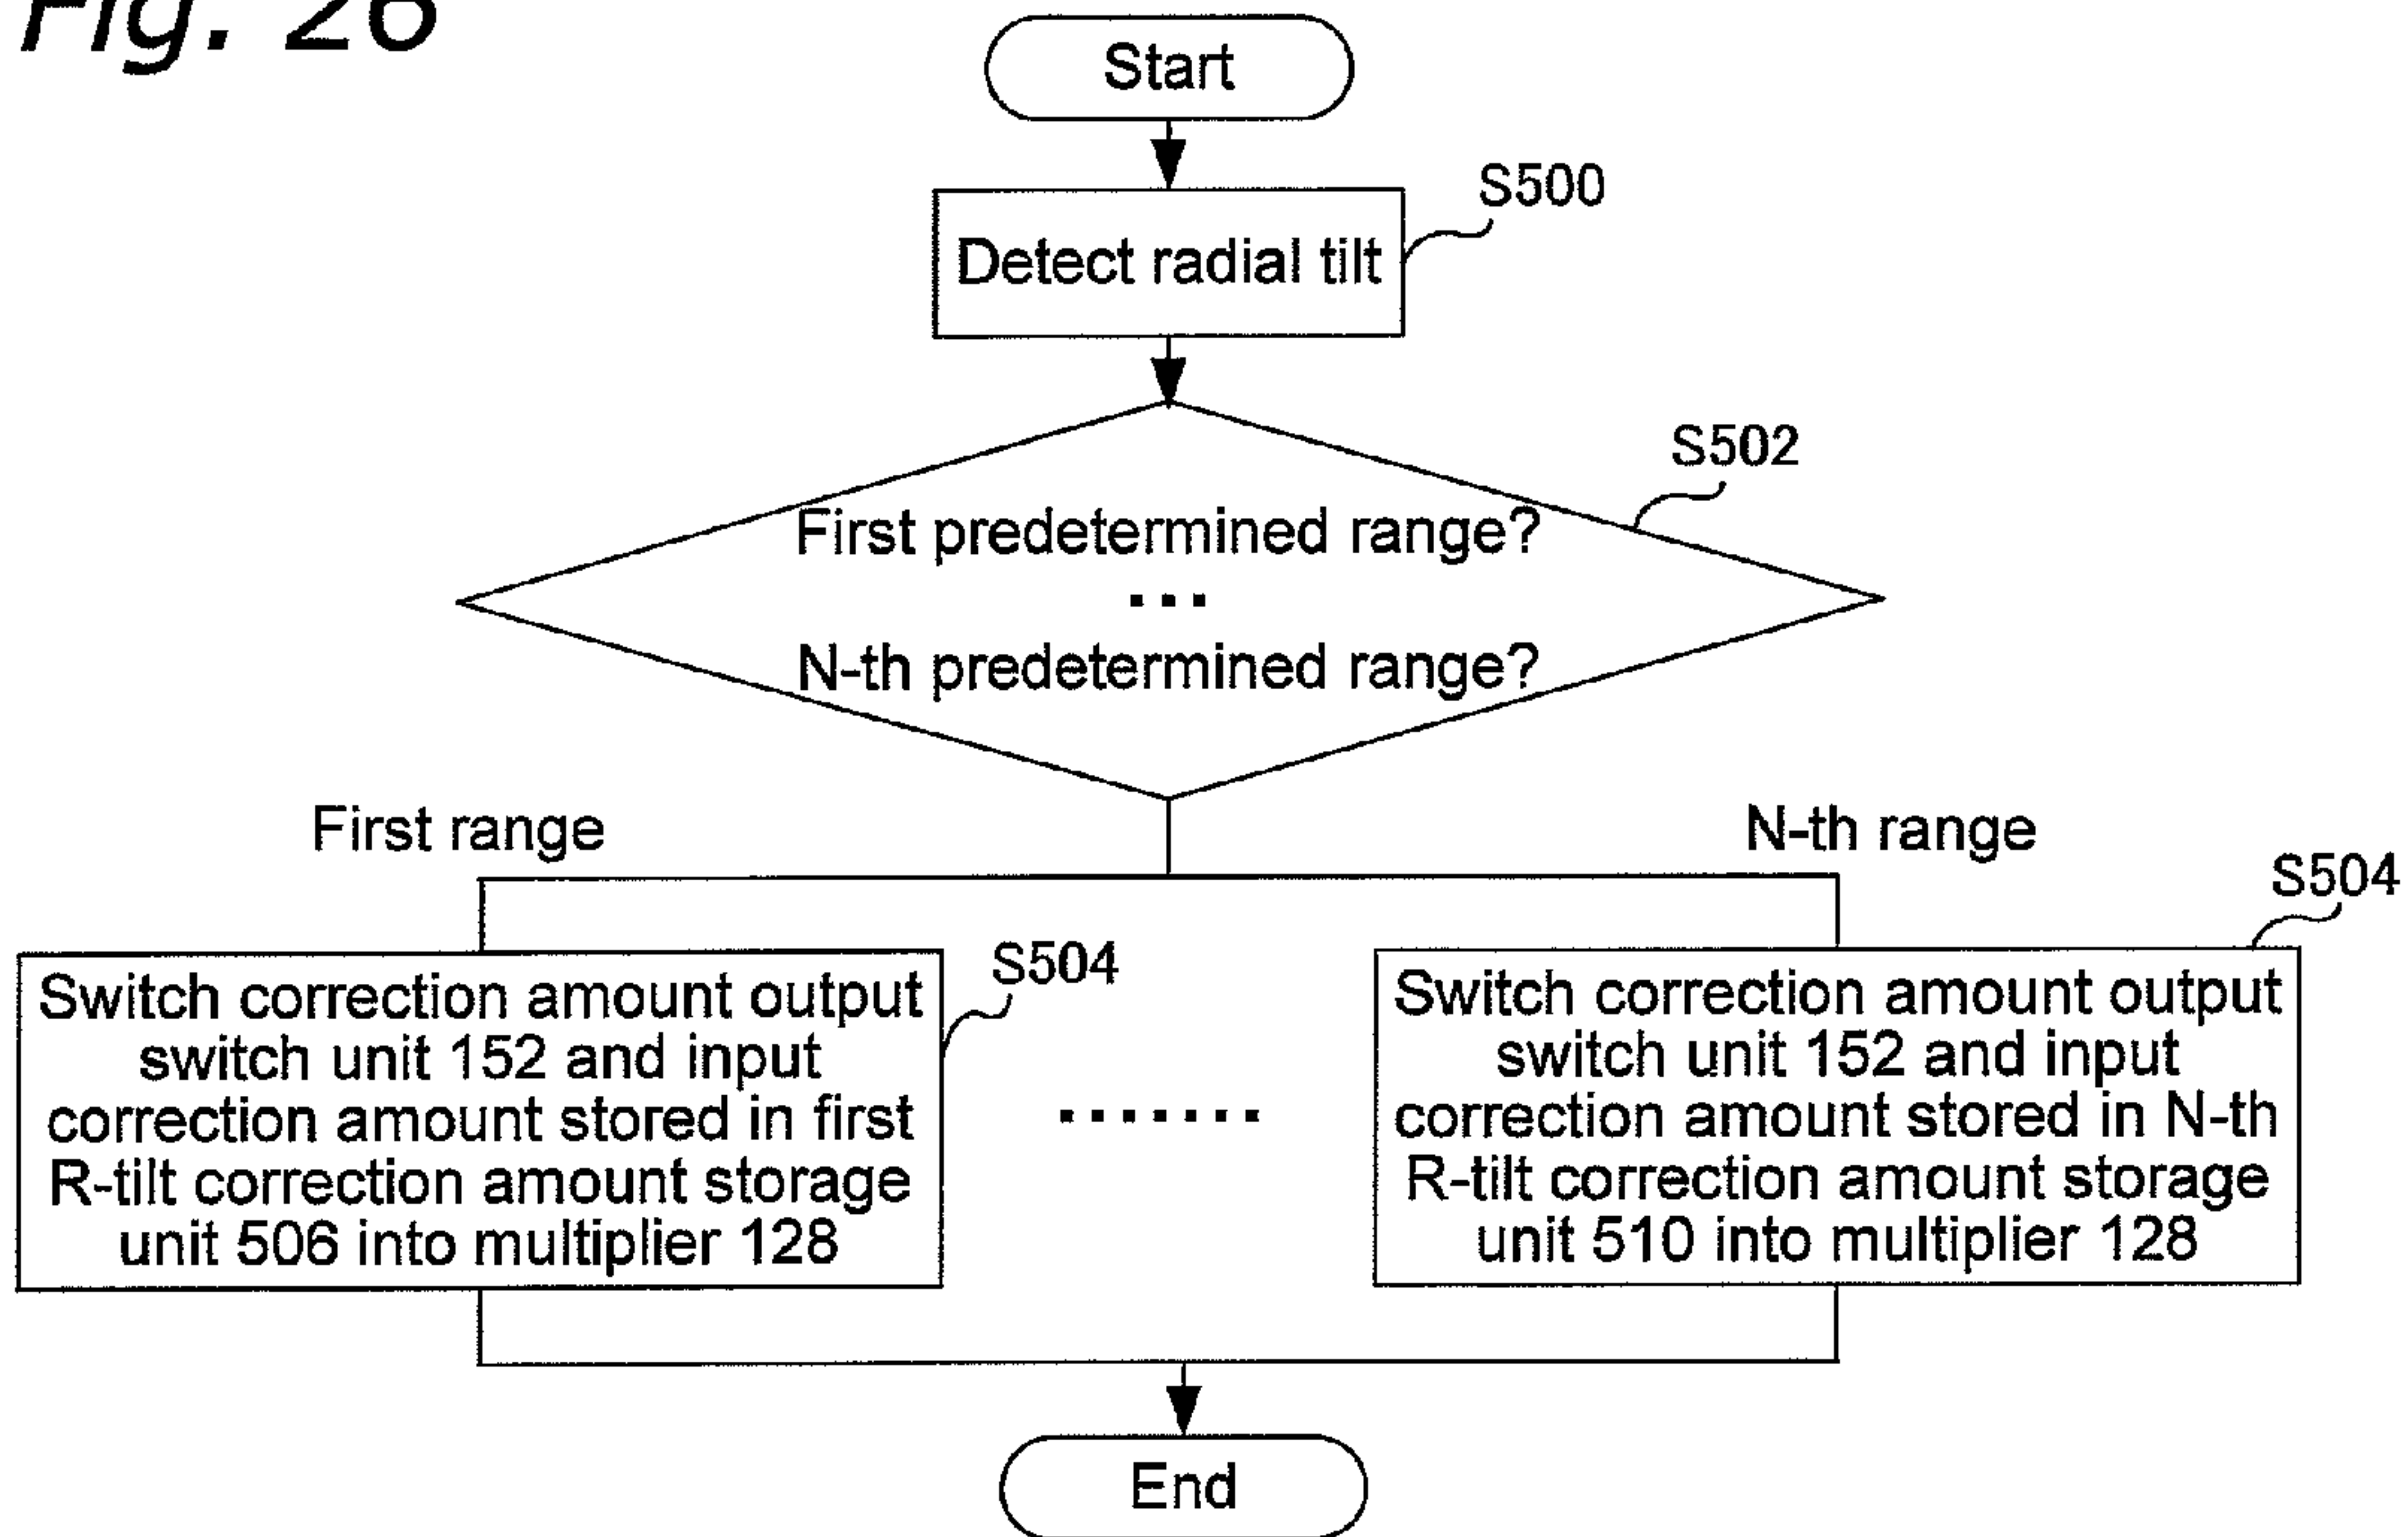 Fig. 26
Start
S500
Detect radial tilt
S502
First predetermined range?
...
N-th predetermined range?
First range
N-th range
S504
Switch correction amount output
switch unit 152 and input
correction amount stored in first
R-tilt correction amount storage
unit 506 into multiplier 128
.......
S504
Switch correction amount output
switch unit 152 and input
correction amount stored in N-th
R-tilt correction amount storage
unit 510 into multiplier 128
End